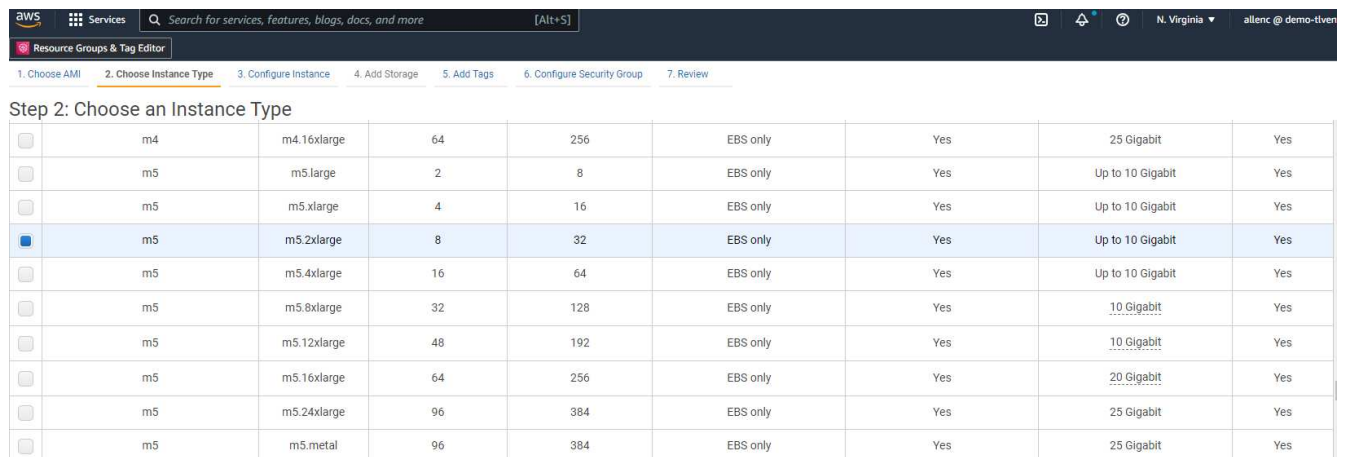 aws Services Search for services, features, blogs, docs, and more [Alt+S] N. Virginia ▼ allenc @ demo-tlven
Resource Groups & Tag Editor
1. Choose AMI 2. Choose Instance Type 3. Configure Instance 4. Add Storage 5. Add Tags 6. Configure Security Group 7. Review
Step 2: Choose an Instance Type
m4 m4.16xlarge 64 256 EBS only Yes 25 Gigabit Yes
m5 m5.large 2 8 EBS only Yes Up to 10 Gigabit Yes
m5 m5.xlarge 4 16 EBS only Yes Up to 10 Gigabit Yes
m5 m5.2xlarge 8 32 EBS only Yes Up to 10 Gigabit Yes
m5 m5.4xlarge 16 64 EBS only Yes Up to 10 Gigabit Yes
m5 m5.8xlarge 32 128 EBS only Yes 10 Gigabit Yes
m5 m5.12xlarge 48 192 EBS only Yes 10 Gigabit Yes
m5 m5.16xlarge 64 256 EBS only Yes 20 Gigabit Yes
m5 m5.24xlarge 96 384 EBS only Yes 25 Gigabit Yes
m5 m5.metal 96 384 EBS only Yes 25 Gigabit Yes